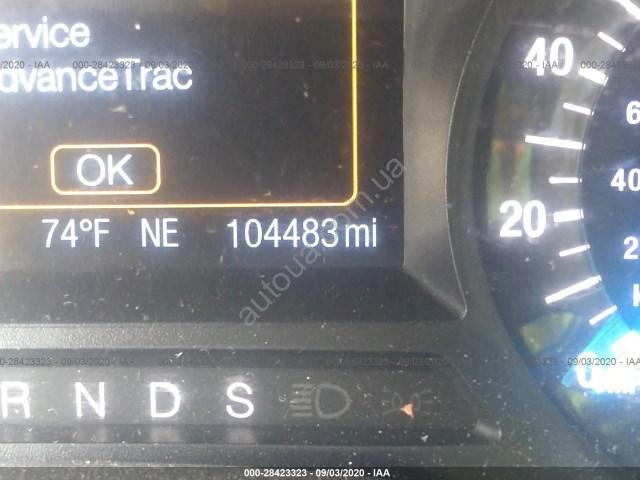 ervice
dvanceTrac
OK
74°F NE 104483 mi
40
20
R N D S
000-28423323 - 09/03/2020 - IAA
autoua.com.ua